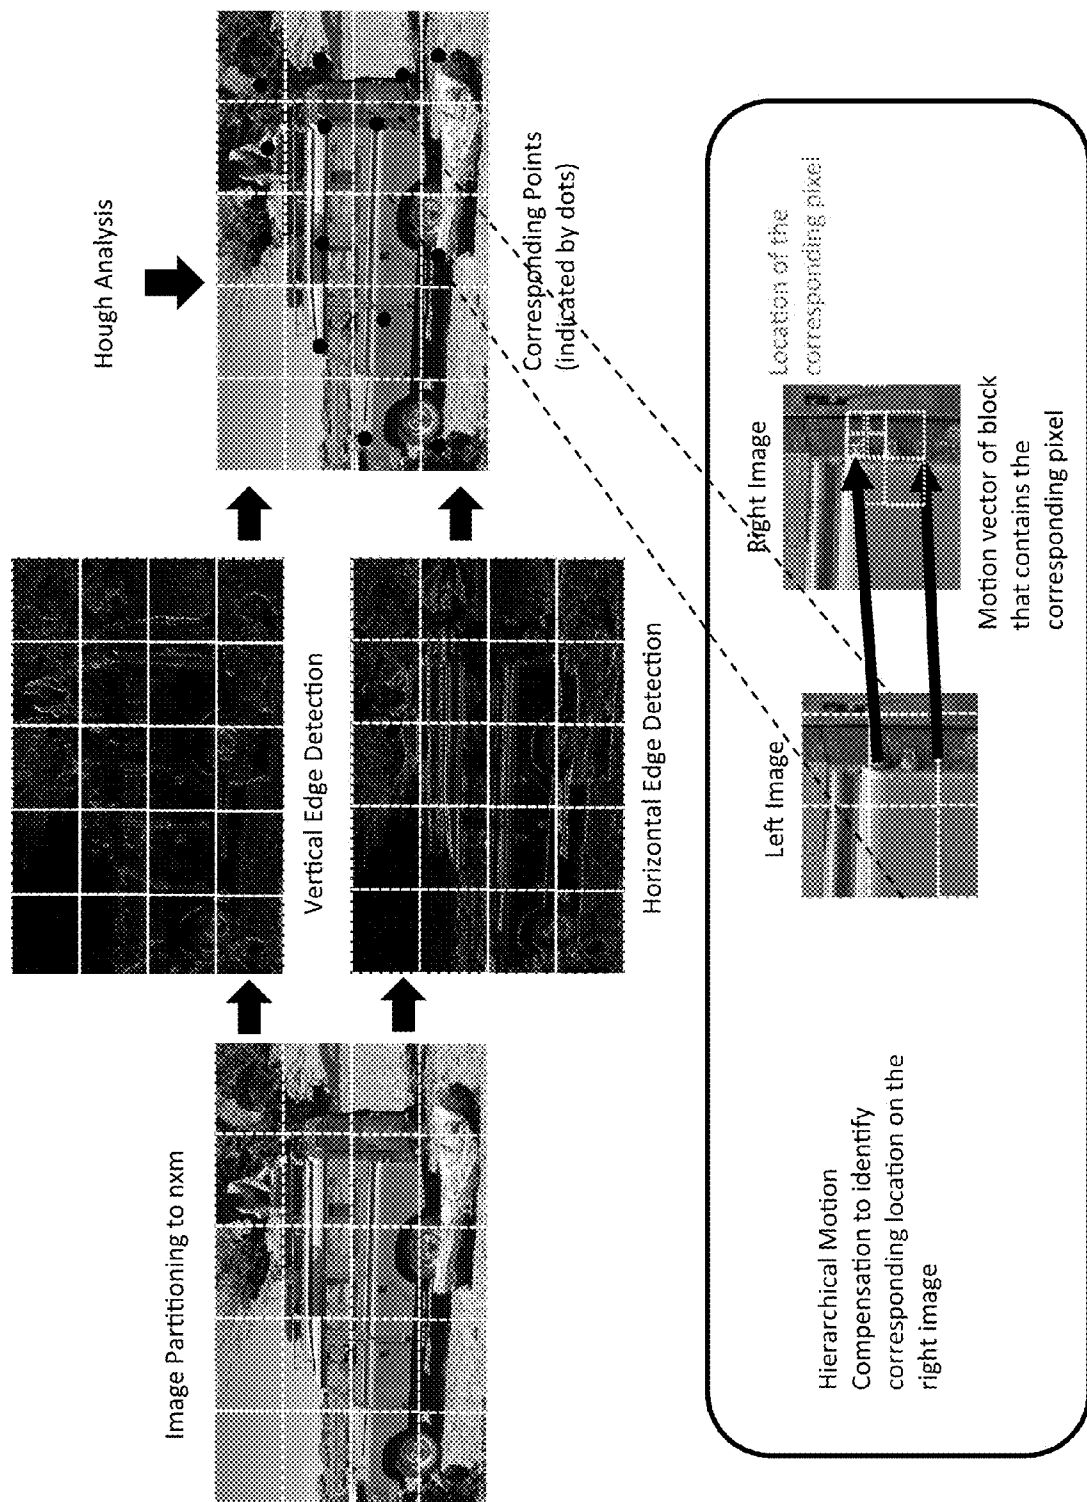 Image Partitioning to nxm
Vertical Edge Detection
Horizontal Edge Detection
Hough Analysis
Corresponding Points
(indicated by dots)
Hierarchical Motion
Compensation to identify
corresponding location on the
right image
Left Image
Right Image
Location of the
corresponding pixel
Motion vector of block
that contains the
corresponding pixel